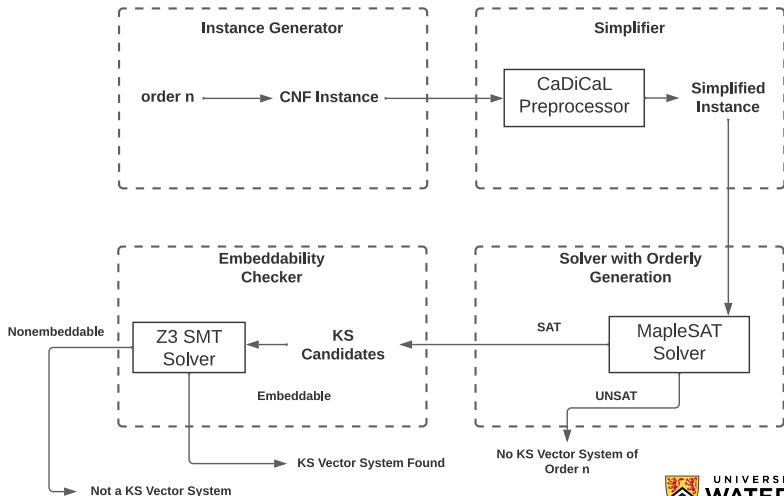 Instance Generator
Simplifier
order n
CNF Instance
CaDiCaL
Preprocessor
Simplified
Instance
Embeddability
Checker
Solver with Orderly
Generation
Nonembeddable
Z3 SMT
Solver
KS
Candidates
SAT
MapleSAT
Solver
Embeddable
UNSAT
KS Vector System Found
No KS Vector System of
Order n
Not a KS Vector System